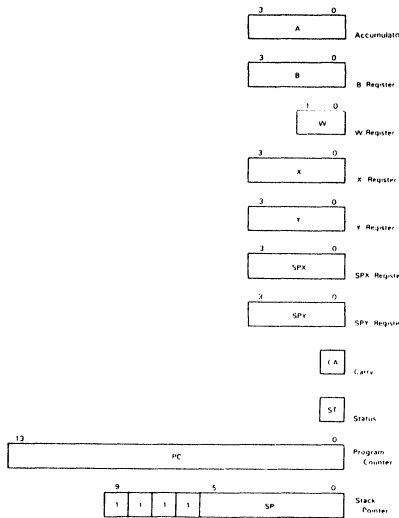 3 0
A
Accumulato
3 0
B
B Register
1 0
W
W Register
3 0
X
X Register
3 0
Y
Y Register
3 0
SPX
SPX Registe
3 0
SPY
SPY Registe
CA
Carry
ST
Status
13 0
PC
Program
Counter
9 5 0
1 1 1 1 SP
Stack
Pointer